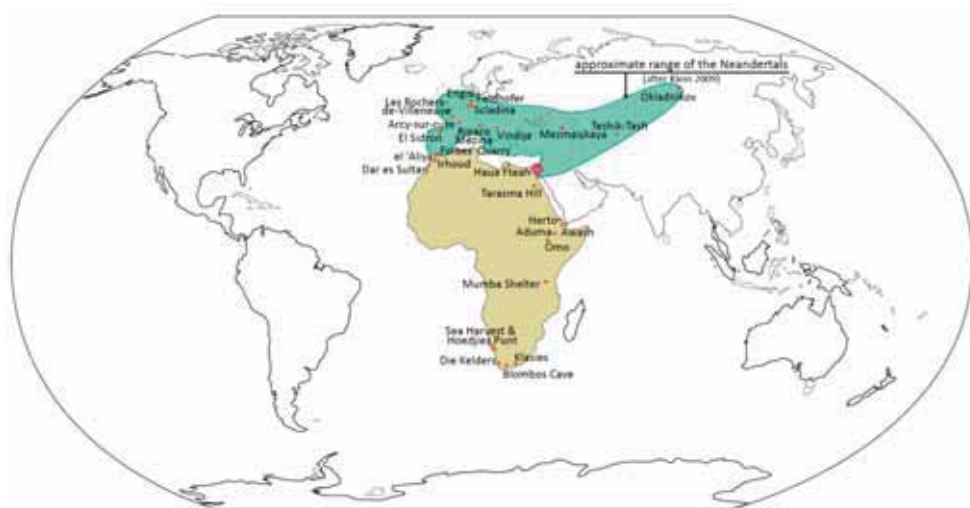 approximate range of the Neandertals
(after Klein 2009)
Okladnikov
Engis
Feldhofer
Les Rochers-
de-Villeneuve
Scladina
Arcy-sur-cure
El Sidron
Vindija
Mezmaiskaya
Teshik-Tash
Forbes' Quarry
el 'Aliya
Irhoud
Dar es Sultan
Haua Fteah
Taramsa Hill
Herto
Aduma
Awash
Omo
Mumba Shelter
Sea Harvest &
Hoedjies Punt
Die Kelders
Klasies
Blombos Cave